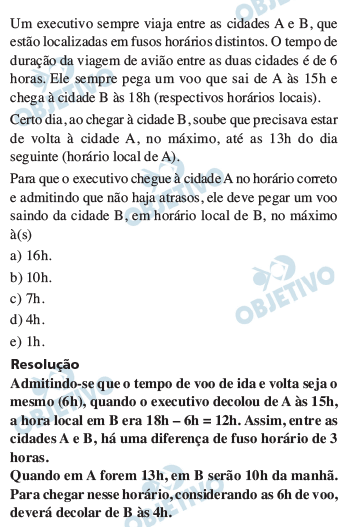 Um executivo sempre viaja entre as cidades A e B, que
estão localizadas em fusos horários distintos. O tempo de
duração da viagem de avião entre as duas cidades é de 6
horas. Ele sempre pega um voo que sai de A às 15h e
chega à cidade B às 18h (respectivos horários locais).
Certo dia, ao chegar à cidade B, soube que precisava estar
de volta à cidade A, no máximo, até as 13h do dia
seguinte (horário local de A).
Para que o executivo chegue à cidade A no horário correto
e admitindo que não haja atrasos, ele deve pegar um voo
saindo da cidade B, em horário local de B, no máximo
à(s)
a) 16h.
b) 10h.
c) 7h.
d) 4h.
e) 1h.
Resolução
Admitindo-se que o tempo de voo de ida e volta seja o
mesmo (6h), quando o executivo decolou de A às 15h,
a hora local em B era 18h – 6h = 12h. Assim, entre as
cidades A e B, há uma diferença de fuso horário de 3
horas.
Quando em A forem 13h, em B serão 10h da manhã.
Para chegar nesse horário, considerando as 6h de voo,
deverá decolar de B às 4h.
OBJETIVO
OBJETIVO
OBJETIVO
OBJETIVO